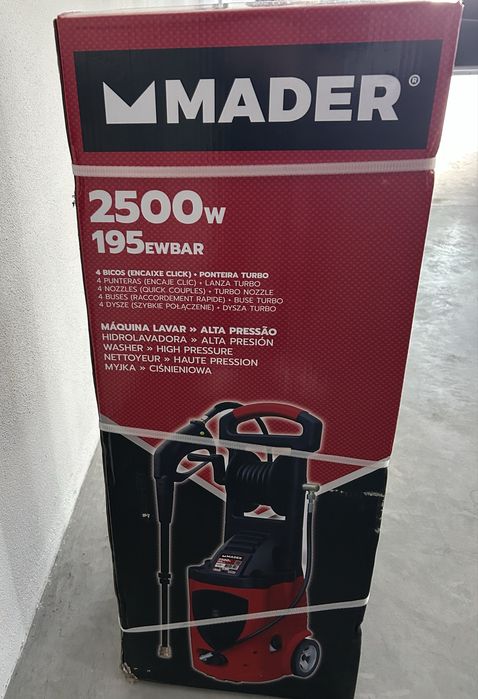 MADER®
2500W
195EWBAR
4 BICOS (ENCAIXE CLICK) • PONTEIRA TURBO
4 PUNTERAS (ENCAJE CLIC) • LANZA TURBO
4 NOZZLES (QUICK COUPLES) • TURBO NOZZLE
4 BUSES (RACCORDEMENT RAPIDE) • BUSE TURBO
4 DYSZE (SZYBKIE POŁĄCZENIE) • DYSZA TURBO
MÁQUINA LAVAR » ALTA PRESSÃO
HIDROLAVADORA » ALTA PRESIÓN
WASHER » HIGH PRESSURE
NETTOYEUR » HAUTE PRESSION
MYJKA » CIŚNIENIOWA
MADER
2500W